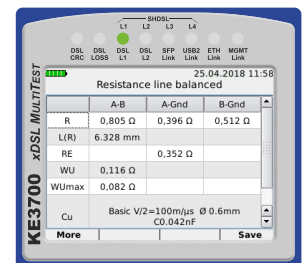 SHDSL
L1 L2 L3 L4
DSL CRC DSL LOSS DSL L1 DSL L2 SFP Link USB2 Link ETH Link MGMT Link
25.04.2018 11:58
Resistance line balanced
A-B A-Gnd B-Gnd
R 0,805 Ω 0,396 Ω 0,512 Ω
L(R) 6.328 mm
RE 0,352 Ω
WU 0,116 Ω
WUmax 0,082 Ω
Cu Basic V/2=100m/µs Ø 0.6mm
C0.042nF
More Save
KE3700 xDSL MULTITEST